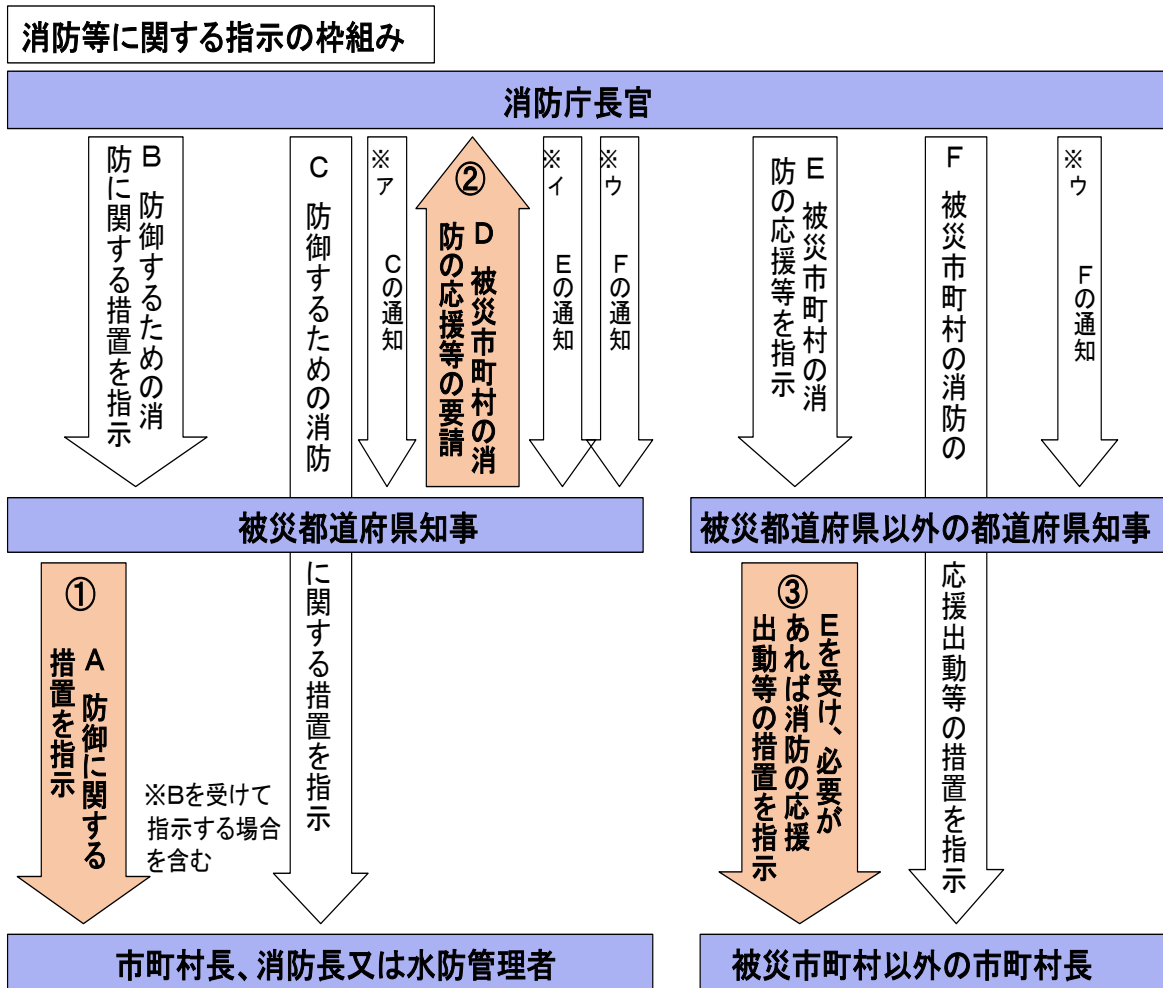 消防等に関する指示の枠組み
消防庁長官
B 防御するための消
防に関する措置を指示
C 防御するための消防
に関する措置を指示
※ア
Cの通知
②
D 被災市町村の消
防の応援等の要請
※イ
Eの通知
※ウ
Fの通知
E 被災市町村の消
防の応援等を指示
F 被災市町村の消防の
応援出動等の措置を指示
※ウ
Fの通知
被災都道府県知事
被災都道府県以外の都道府県知事
①
A 防御に関する
措置を指示
※Bを受けて
指示する場合
を含む
③
Eを受け、必要が
あれば消防の応援
出動等の措置を指示
市町村長、消防長又は水防管理者
被災市町村以外の市町村長